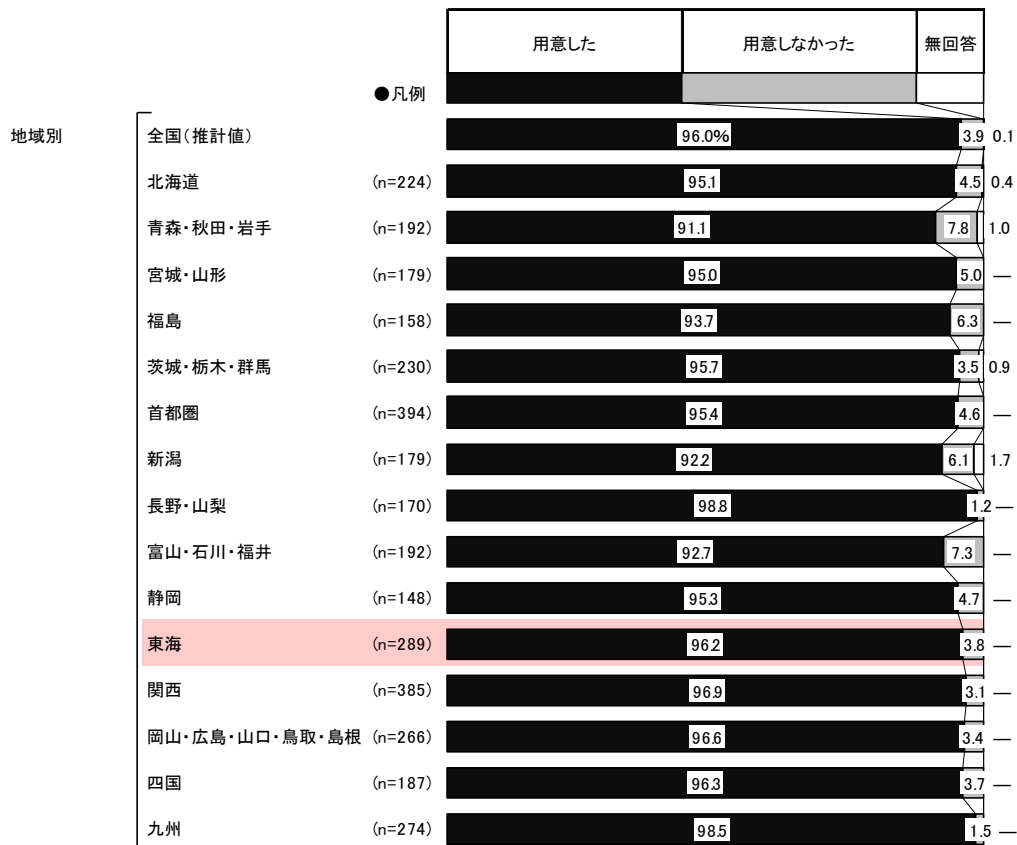 用意した 用意しなかった 無回答
●凡例
地域別 全国(推計値) 96.0% 3.9 0.1
北海道 (n=224) 95.1 4.5 0.4
青森・秋田・岩手 (n=192) 91.1 7.8 1.0
宮城・山形 (n=179) 95.0 5.0 —
福島 (n=158) 93.7 6.3 —
茨城・栃木・群馬 (n=230) 95.7 3.5 0.9
首都圏 (n=394) 95.4 4.6 —
新潟 (n=179) 92.2 6.1 1.7
長野・山梨 (n=170) 98.8 1.2 —
富山・石川・福井 (n=192) 92.7 7.3 —
静岡 (n=148) 95.3 4.7 —
東海 (n=289) 96.2 3.8 —
関西 (n=385) 96.9 3.1 —
岡山・広島・山口・鳥取・島根 (n=266) 96.6 3.4 —
四国 (n=187) 96.3 3.7 —
九州 (n=274) 98.5 1.5 —